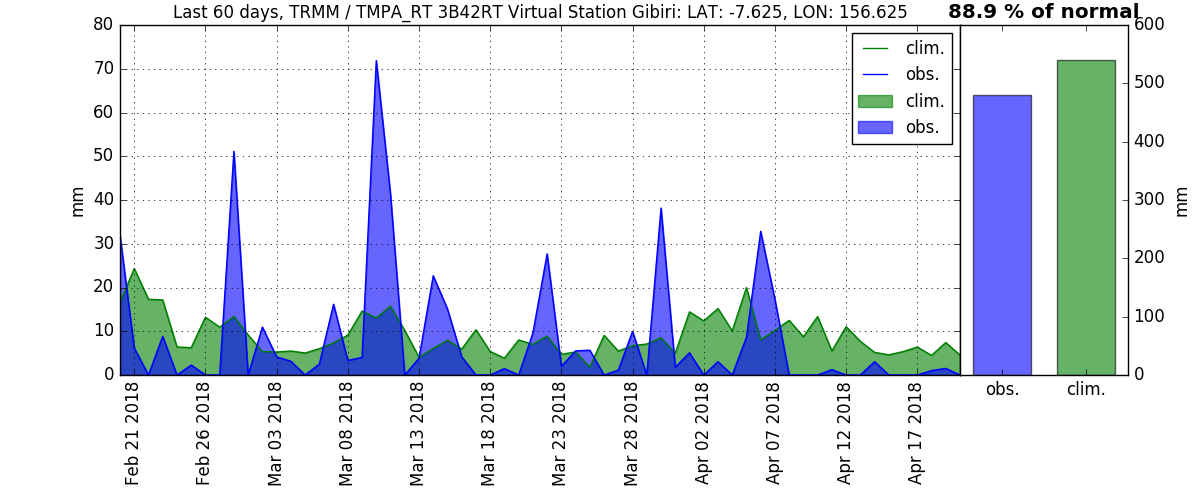 Last 60 days, TRMM / TMPA_RT 3B42RT Virtual Station Gibiri: LAT: -7.625, LON: 156.625
88.9 % of normal
80
70
60
50
40
30
20
10
0
mm
clim.
obs.
clim.
obs.
600
500
400
300
200
100
0
mm
Feb 21 2018
Feb 26 2018
Mar 03 2018
Mar 08 2018
Mar 13 2018
Mar 18 2018
Mar 23 2018
Mar 28 2018
Apr 02 2018
Apr 07 2018
Apr 12 2018
Apr 17 2018
obs.
clim.